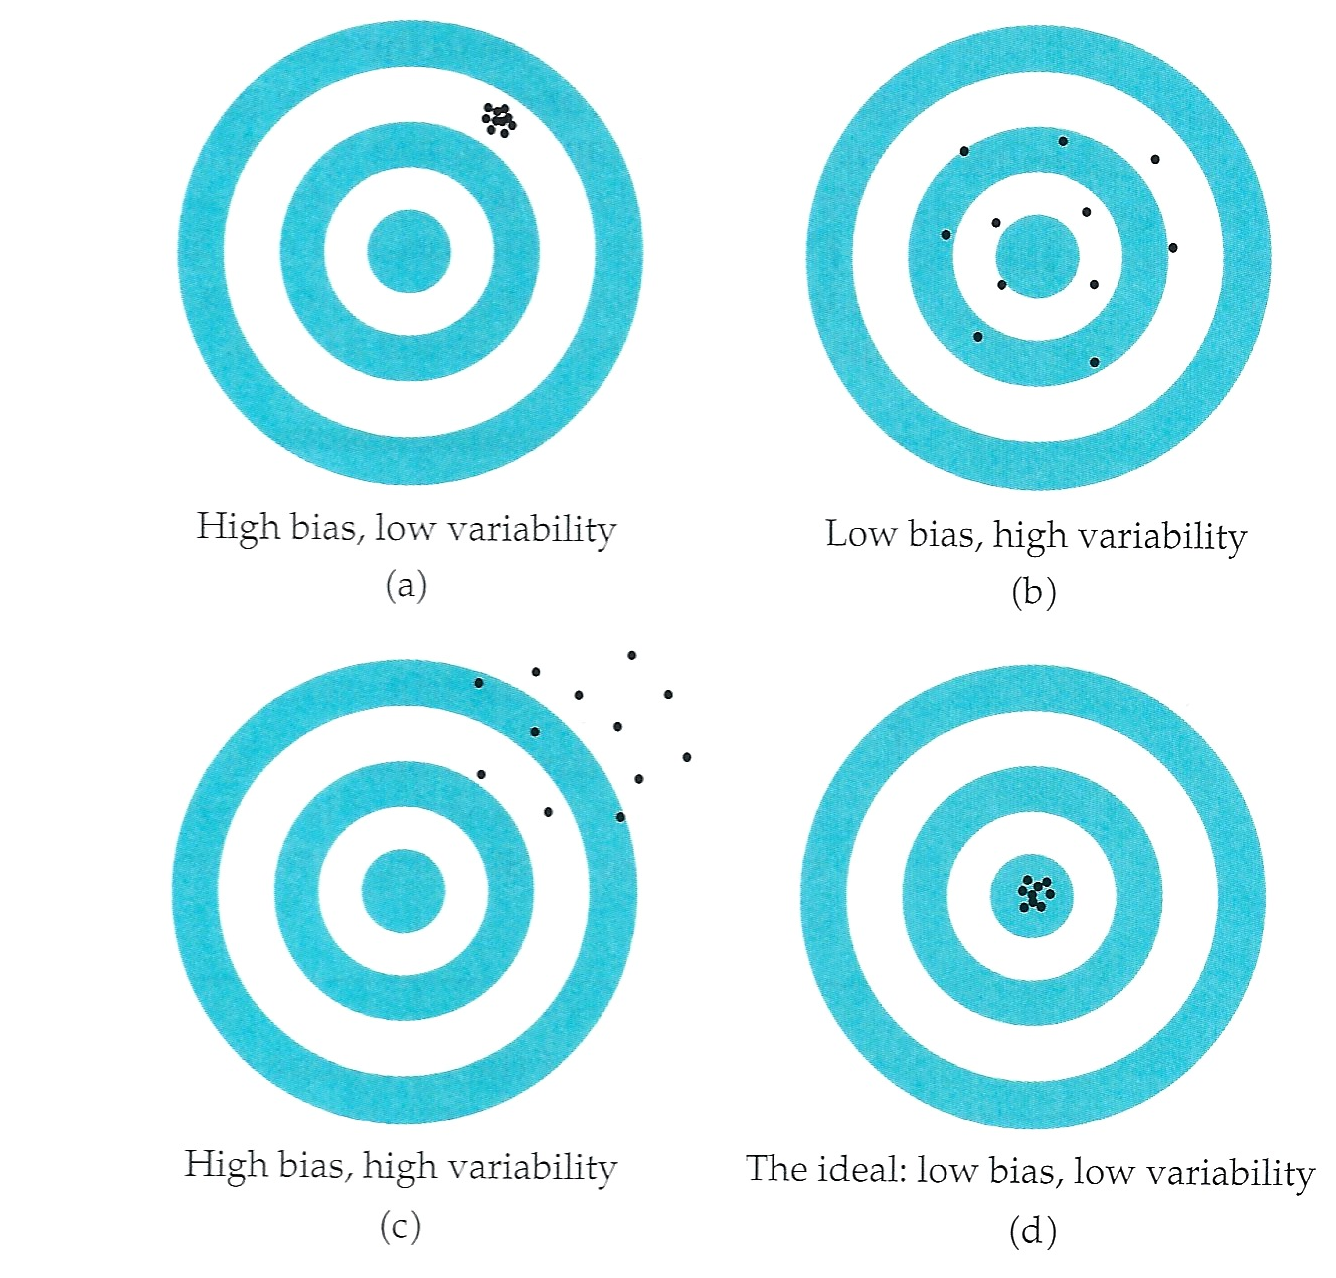 High bias, low variability
(a)
Low bias, high variability
(b)
High bias, high variability
(c)
The ideal: low bias, low variability
(d)